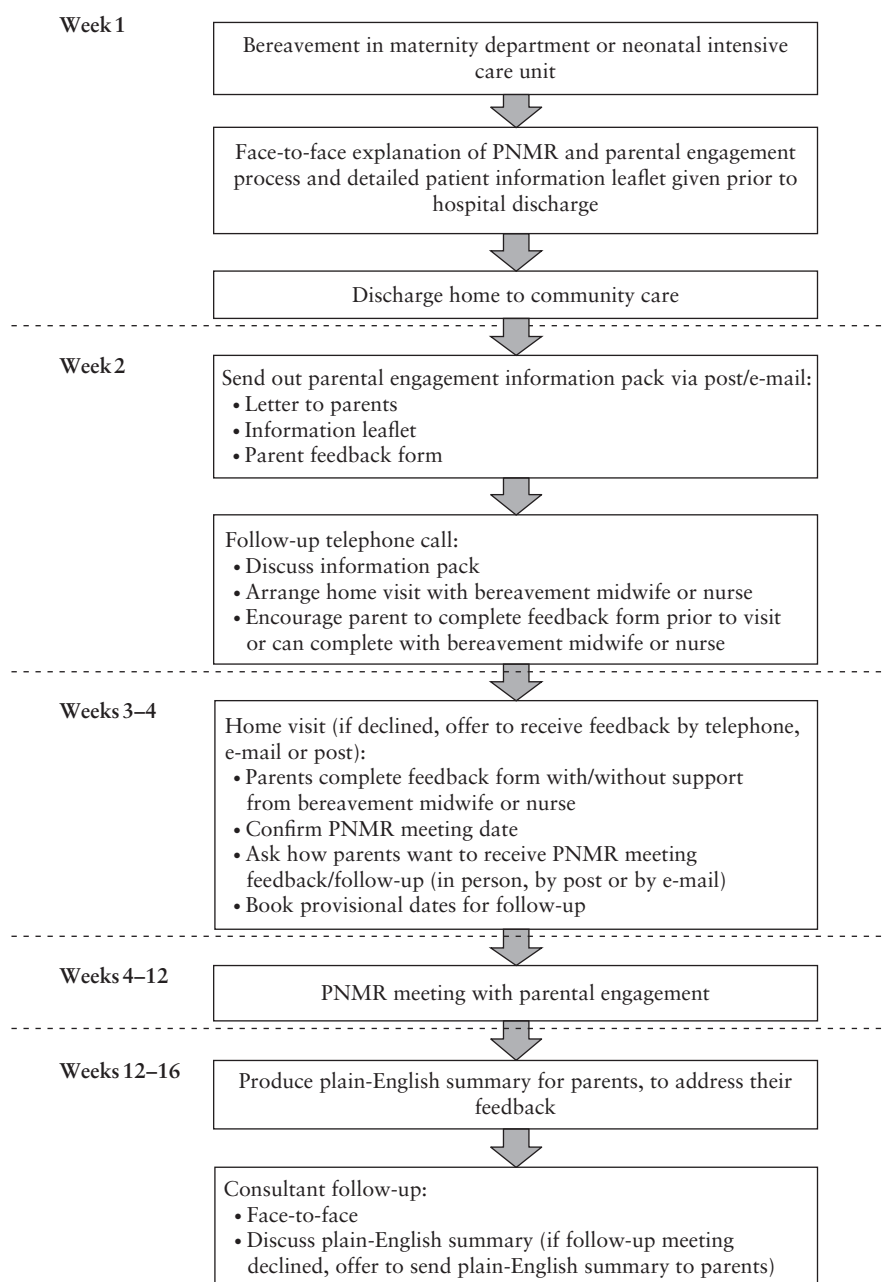 Week 1
Bereavement in maternity department or neonatal intensive
care unit
Face-to-face explanation of PNMR and parental engagement
process and detailed patient information leaflet given prior to
hospital discharge
Discharge home to community care
Week 2
Send out parental engagement information pack via post/e-mail:
• Letter to parents
• Information leaflet
• Parent feedback form
Follow-up telephone call:
• Discuss information pack
• Arrange home visit with bereavement midwife or nurse
• Encourage parent to complete feedback form prior to visit
or can complete with bereavement midwife or nurse
Weeks 3–4
Home visit (if declined, offer to receive feedback by telephone,
e-mail or post):
• Parents complete feedback form with/without support
from bereavement midwife or nurse
• Confirm PNMR meeting date
• Ask how parents want to receive PNMR meeting
feedback/follow-up (in person, by post or by e-mail)
• Book provisional dates for follow-up
Weeks 4–12
PNMR meeting with parental engagement
Weeks 12–16
Produce plain-English summary for parents, to address their
feedback
Consultant follow-up:
• Face-to-face
• Discuss plain-English summary (if follow-up meeting
declined, offer to send plain-English summary to parents)